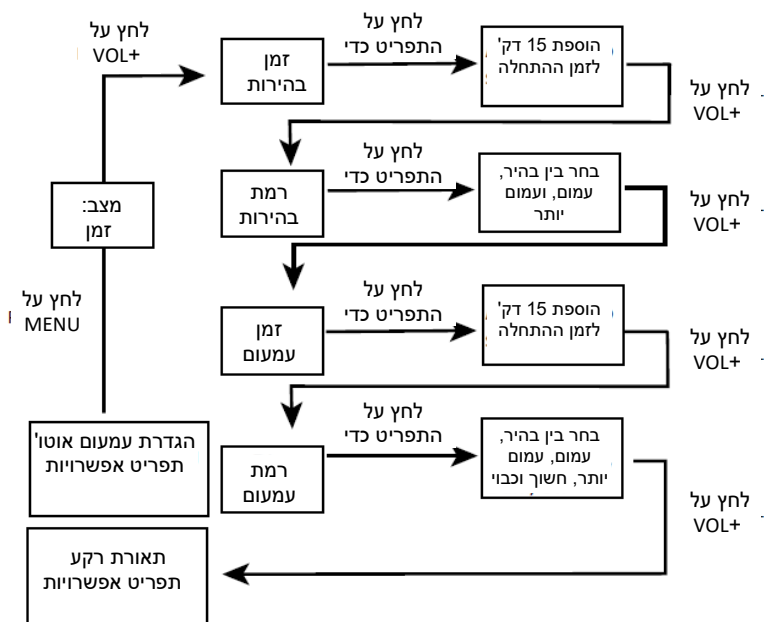 לחץ על
VOL+
זמן
בהירות
לחץ על
התפריט כדי
הוספת 15 דק'
לזמן ההתחלה
לחץ על
VOL+
מצב:
זמן
רמת
בהירות
לחץ על
התפריט כדי
בחר בין בהיר,
עמום, ועמום
יותר
לחץ על
VOL+
לחץ על
MENU
זמן
עמעום
לחץ על
התפריט כדי
הוספת 15 דק'
לזמן ההתחלה
לחץ על
VOL+
הגדרת עמעום אוטו'
תפריט אפשרויות
רמת
עמעום
לחץ על
התפריט כדי
בחר בין בהיר,
עמום, עמום
יותר, חשוך וכבוי
לחץ על
VOL+
תאורת רקע
תפריט אפשרויות